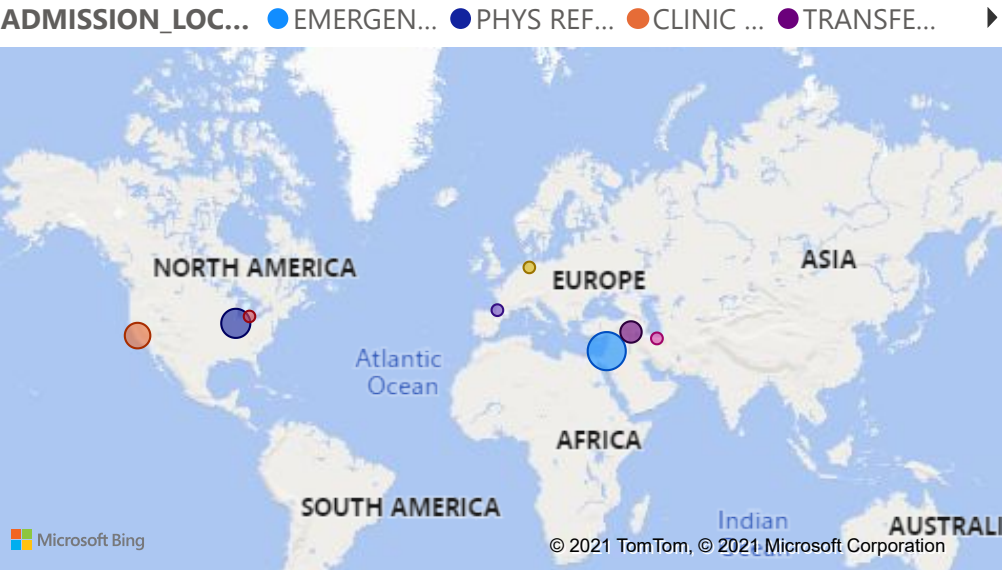 ADMISSION_LOC... EMERGEN... PHYS REF... CLINIC ... TRANSFE...
NORTH AMERICA
EUROPE
ASIA
Atlantic
Ocean
AFRICA
SOUTH AMERICA
Indian
AUSTRALI
Microsoft Bing
© 2021 TomTom, © 2021 Microsoft Corporation